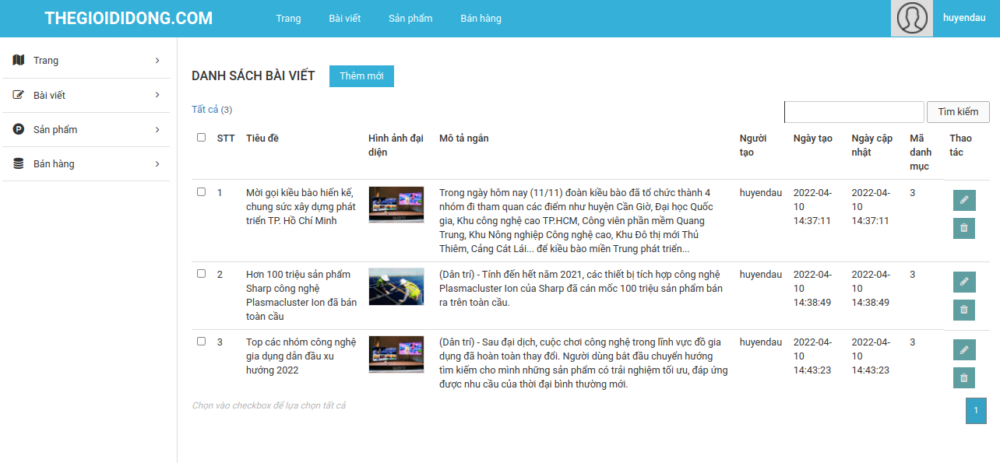 THEGIOIDIDONG.COM
Trang
Bài viết
Sản phẩm
Bán hàng
huyendau
Trang
Bài viết
Sản phẩm
Bán hàng
DANH SÁCH BÀI VIẾT
Thêm mới
Tất cả (3)
Tìm kiếm
STT
Tiêu đề
Hình ảnh đại
diện
Mô tả ngắn
Người
tạo
Ngày tạo
Ngày cập
nhật
Mã
danh
mục
Thao
tác
1
Mời gọi kiều bào hiến kế,
chung sức xây dựng phát
triển TP. Hồ Chí Minh
Trong ngày hôm nay (11/11) đoàn kiều bào đã tổ chức thành 4
nhóm đi tham quan các điểm như huyện Cần Giờ, Đại học Quốc
gia, Khu công nghệ cao TP.HCM, Công viên phần mềm Quang
Trung, Khu Nông nghiệp Công nghệ cao, Khu Đô thị mới Thủ
Thiêm, Cảng Cát Lái... để kiều bào miền Trung phát triển...
huyendau
2022-04-
10
14:37:11
2022-04-
10
14:37:11
3
2
Hơn 100 triệu sản phẩm
Sharp công nghệ
Plasmacluster Ion đã bán
toàn cầu
(Dân trí) - Tính đến hết năm 2021, các thiết bị tích hợp công nghệ
Plasmacluster Ion của Sharp đã cán mốc 100 triệu sản phẩm bán
ra trên toàn cầu.
huyendau
2022-04-
10
14:38:49
2022-04-
10
14:38:49
3
3
Top các nhóm công nghệ
gia dụng dẫn đầu xu
hướng 2022
(Dân trí) - Sau đại dịch, cuộc chơi công nghệ trong lĩnh vực đồ gia
dụng đã hoàn toàn thay đổi. Người dùng bắt đầu chuyển hướng
tìm kiếm cho mình những sản phẩm có trải nghiệm tối ưu, đáp ứng
được nhu cầu của thời đại bình thường mới.
huyendau
2022-04-
10
14:43:23
2022-04-
10
14:43:23
3
Chọn vào checkbox để lựa chọn tất cả
1